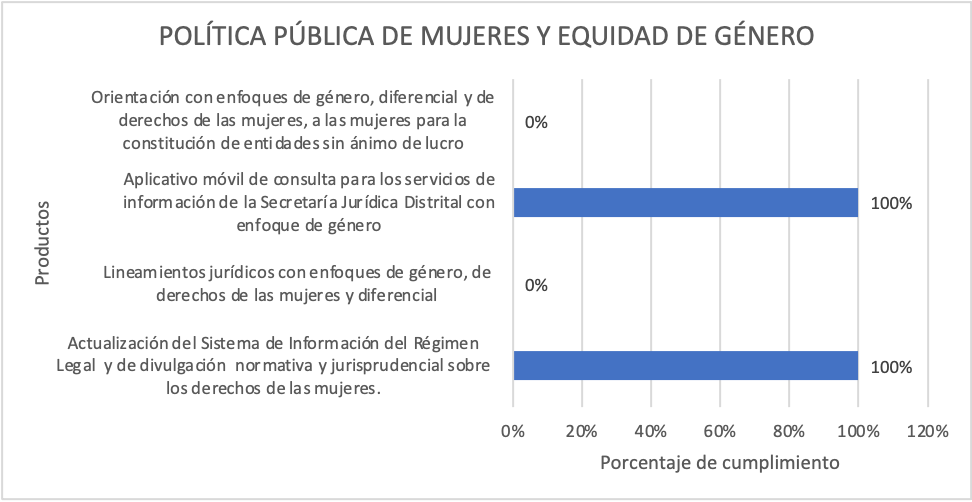 POLÍTICA PÚBLICA DE MUJERES Y EQUIDAD DE GÉNERO
Productos
Orientación con enfoques de género, diferencial y de
derechos de las mujeres, a las mujeres para la
constitución de entidades sin ánimo de lucro
0%
Aplicativo móvil de consulta para los servicios de
información de la Secretaría Jurídica Distrital con
enfoque de género
100%
Lineamientos jurídicos con enfoques de género, de
derechos de las mujeres y diferencial
0%
Actualización del Sistema de Información del Régimen
Legal y de divulgación normativa y jurisprudencial sobre
los derechos de las mujeres.
100%
0% 20% 40% 60% 80% 100% 120%
Porcentaje de cumplimiento